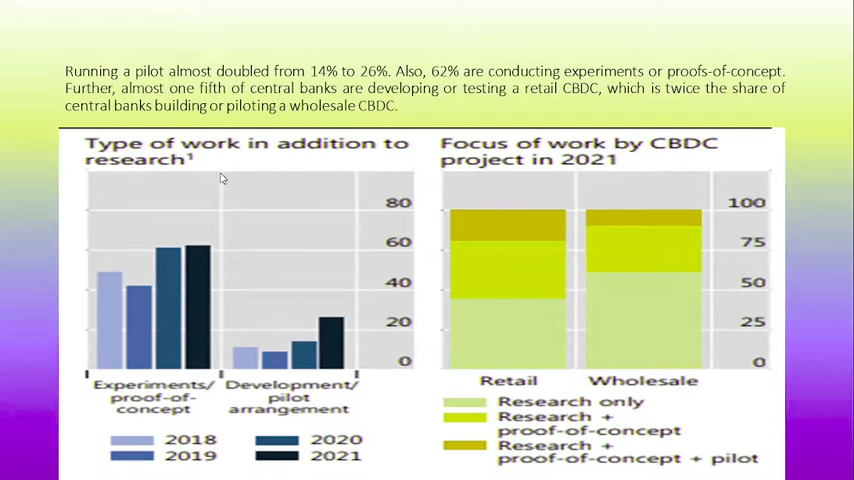 Running a pilot almost doubled from 14% to 26%. Also, 62% are conducting experiments or proofs-of-concept.
Further, almost one fifth of central banks are developing or testing a retail CBDC, which is twice the share of
central banks building or piloting a wholesale CBDC.
Type of work in addition to
research¹
80
60
40
20
0
Experiments/
proof-of-
concept
Development/
pilot
arrangement
2018
2020
2019
2021
Focus of work by CBDC
project in 2021
100
75
50
25
0
Retail
Wholesale
Research only
Research +
proof-of-concept
Research +
proof-of-concept + pilot